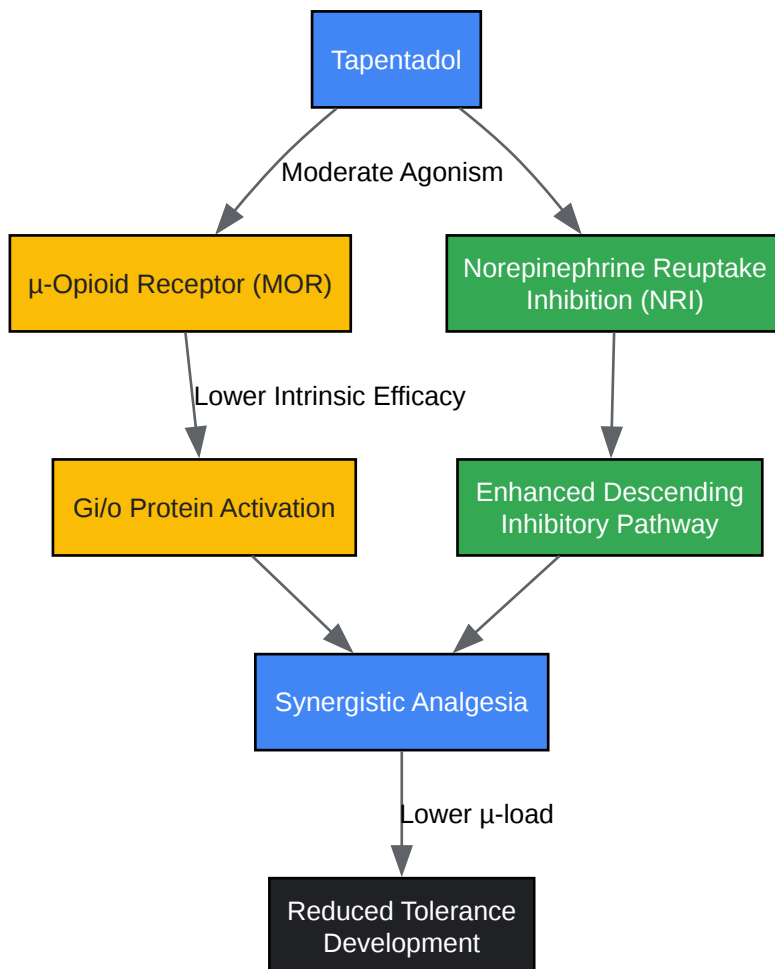 Tapentadol
Moderate Agonism
µ-Opioid Receptor (MOR)
Norepinephrine Reuptake
Inhibition (NRI)
Lower Intrinsic Efficacy
Gi/o Protein Activation
Enhanced Descending
Inhibitory Pathway
Synergistic Analgesia
Lower µ-load
Reduced Tolerance
Development